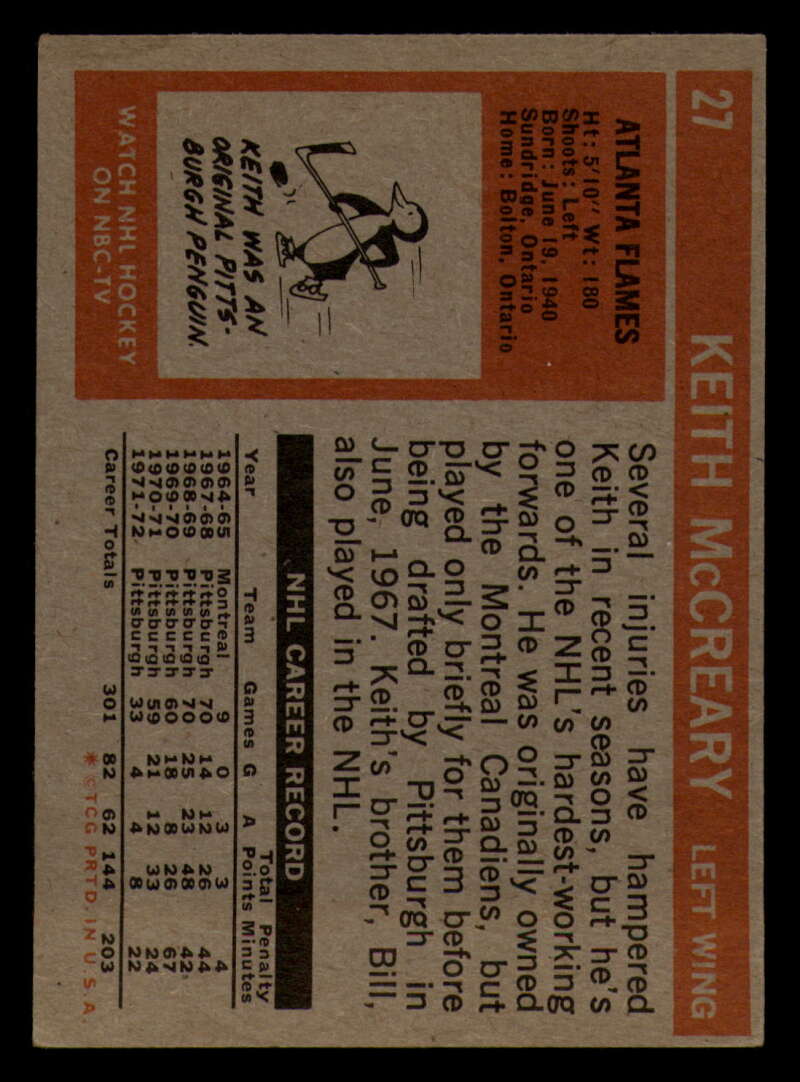 27 KEITH McCREARY LEFT WING
ATLANTA FLAMES
Ht: 5'10" Wt: 180
Shoots: Left
Born: June 19, 1940
Sundridge, Ontario
Home: Bolton, Ontario
KEITH WAS AN
ORIGINAL PITTS-
BURGH PENGUIN.
WATCH NHL HOCKEY
ON NBC-TV
Several injuries have hampered
Keith in recent seasons, but he's
one of the NHL's hardest-working
forwards. He was originally owned
by the Montreal Canadiens, but
played only briefly for them before
being drafted by Pittsburgh in
June, 1967. Keith's brother, Bill,
also played in the NHL.
NHL CAREER RECORD
Total Penalty
Year Team Games G A Points Minutes
1964-65 Montreal 9 0 3 3 4
1967-68 Pittsburgh 70 14 12 26 44
1968-69 Pittsburgh 70 25 23 48 42
1969-70 Pittsburgh 60 18 8 26 67
1970-71 Pittsburgh 59 21 12 33 24
1971-72 Pittsburgh 33 4 4 8 22
Career Totals 301 82 62 144 203
* © TCG PRTD. IN U.S.A.